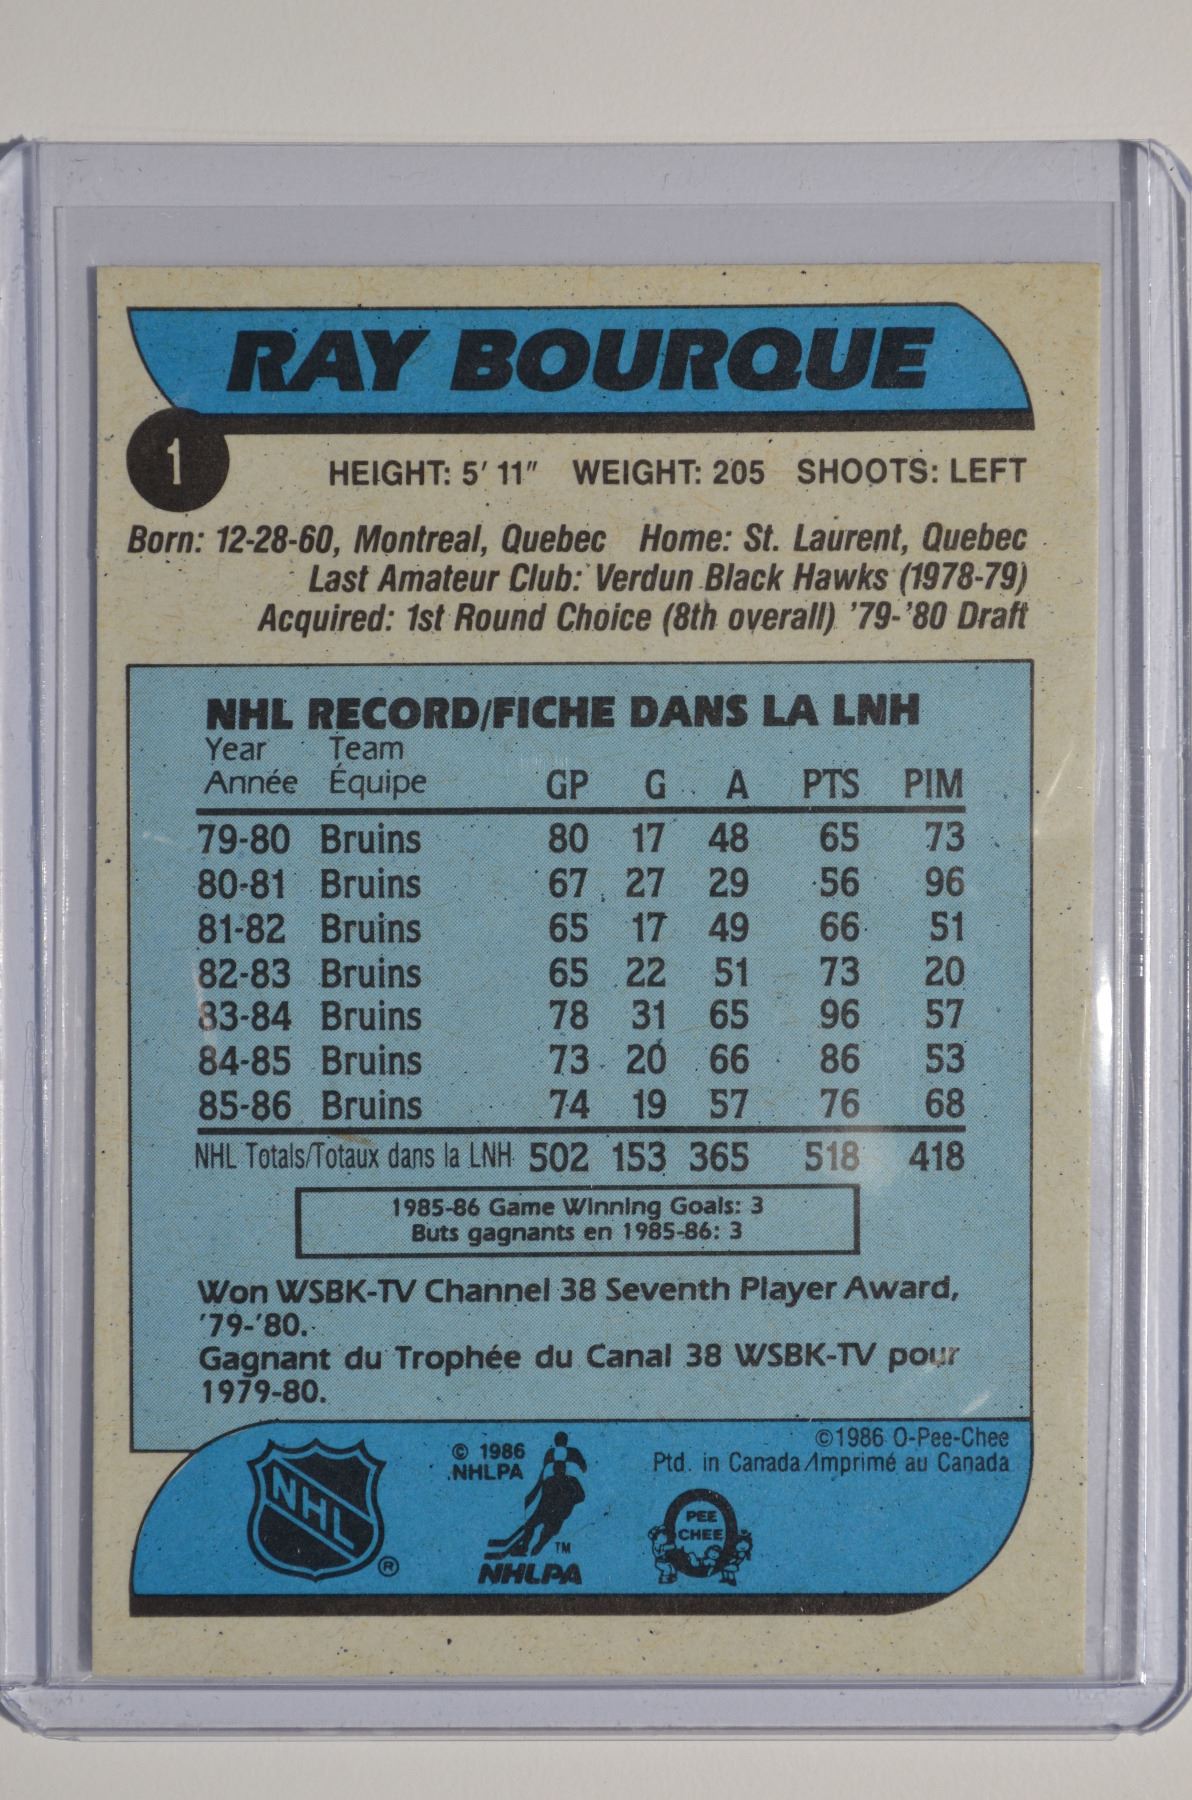 RAY BOURQUE
1
HEIGHT: 5' 11" WEIGHT: 205 SHOOTS: LEFT
Born: 12-28-60, Montreal, Quebec Home: St. Laurent, Quebec
Last Amateur Club: Verdun Black Hawks (1978-79)
Acquired: 1st Round Choice (8th overall) '79-'80 Draft
NHL RECORD/FICHE DANS LA LNH
Year Team
Année Équipe GP G A PTS PIM
79-80 Bruins 80 17 48 65 73
80-81 Bruins 67 27 29 56 96
81-82 Bruins 65 17 49 66 51
82-83 Bruins 65 22 51 73 20
83-84 Bruins 78 31 65 96 57
84-85 Bruins 73 20 66 86 53
85-86 Bruins 74 19 57 76 68
NHL Totals/Totaux dans la LNH 502 153 365 518 418
1985-86 Game Winning Goals: 3
Buts gagnants en 1985-86: 3
Won WSBK-TV Channel 38 Seventh Player Award,
'79-'80.
Gagnant du Trophée du Canal 38 WSBK-TV pour
1979-80.
NHL ®
© 1986
NHLPA
TM
NHLPA
©1986 O-Pee-Chee
Ptd. in Canada/Imprimé au Canada
PEE
CHEE